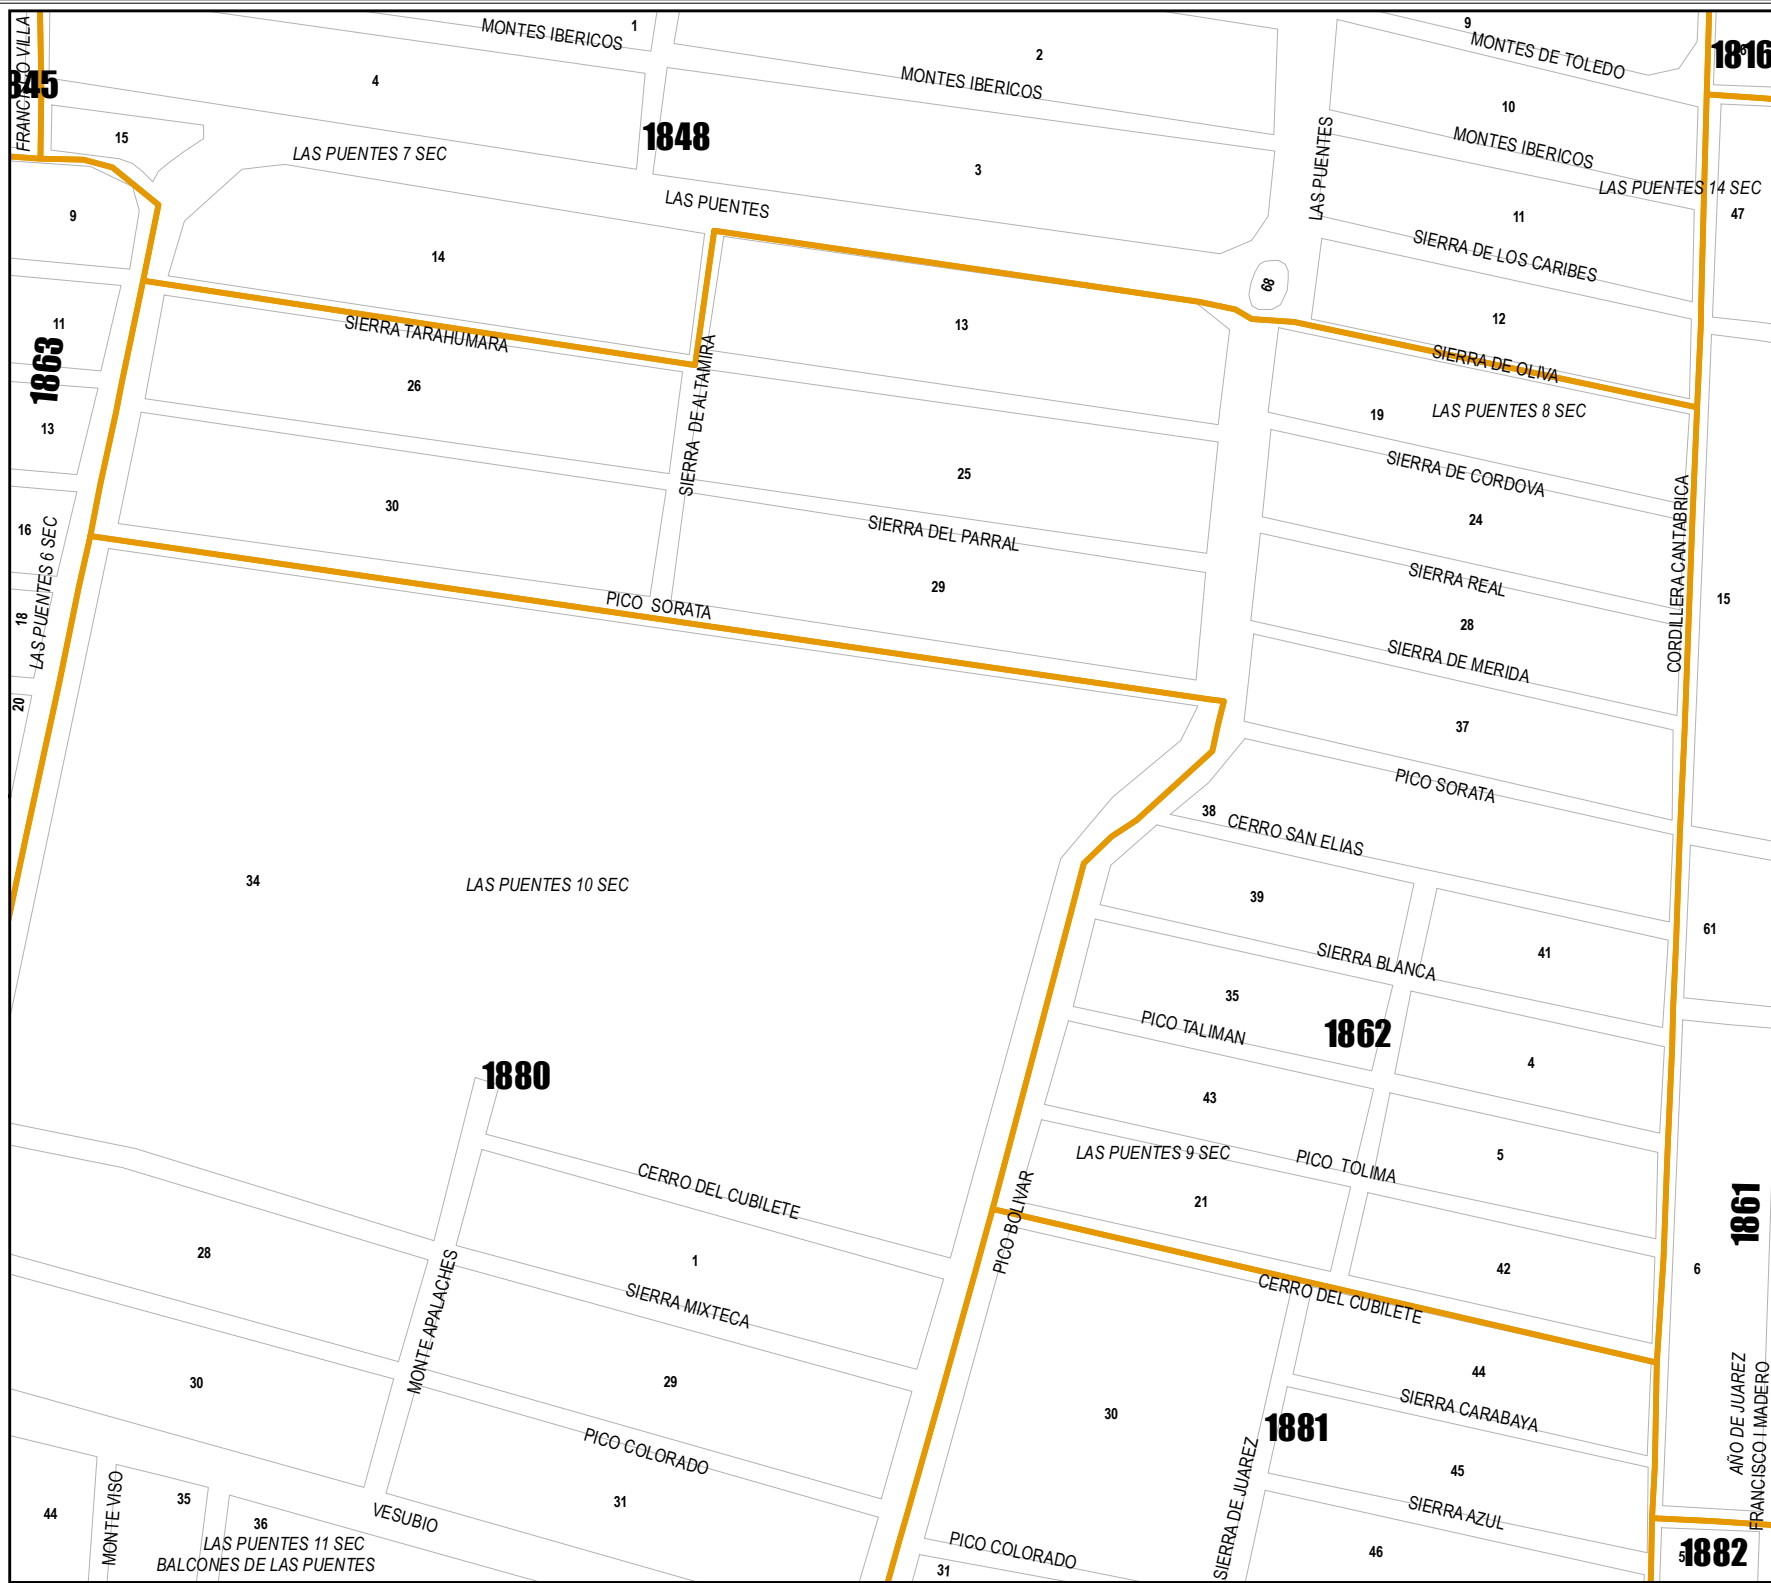 MONTES IBERICOS
1
2
9
MONTES DE TOLEDO
1816
FRANCISCO VILLA
4
MONTES IBERICOS
10
15
1848
LAS PUENTES 7 SEC
3
LAS PUENTES
MONTES IBERICOS
LAS PUENTES 14 SEC
9
LAS PUENTES
11
47
14
SIERRA DE LOS CARIBES
68
11
SIERRA TARAHUMARA
13
12
1863
SIERRA DE ALTAMIRA
SIERRA DE OLIVA
26
19
LAS PUENTES 8 SEC
13
25
SIERRA DE CORDOVA
30
24
16
SIERRA DEL PARRAL
CORDILLERA CANTABRICA
LAS PUENTES 6 SEC
29
SIERRA REAL
15
PICO SORATA
18
28
SIERRA DE MERIDA
20
37
PICO SORATA
38
CERRO SAN ELIAS
34
LAS PUENTES 10 SEC
39
61
41
SIERRA BLANCA
35
PICO TALIMAN
1862
1880
4
43
LAS PUENTES 9 SEC
PICO TOLIMA
5
CERRO DEL CUBILETE
21
PICO BOLIVAR
1861
28
1
42
6
MONTE APALACHES
SIERRA MIXTECA
CERRO DEL CUBILETE
30
29
44
AÑO DE JUAREZ
FRANCISCO I MADERO
30
SIERRA CARABAYA
1881
PICO COLORADO
45
MONTE VISO
35
31
SIERRA DE JUAREZ
SIERRA AZUL
44
36
VESUBIO
LAS PUENTES 11 SEC
BALCONES DE LAS PUENTES
PICO COLORADO
31
46
1882